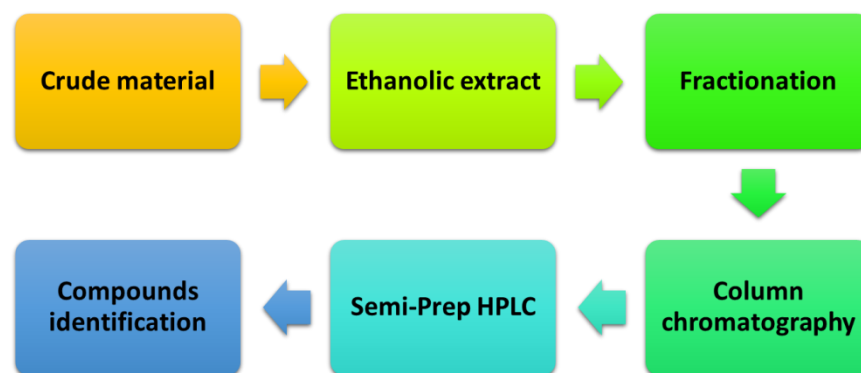 Crude material
Ethanolic extract
Fractionation
Column
chromatography
Semi-Prep HPLC
Compounds
identification